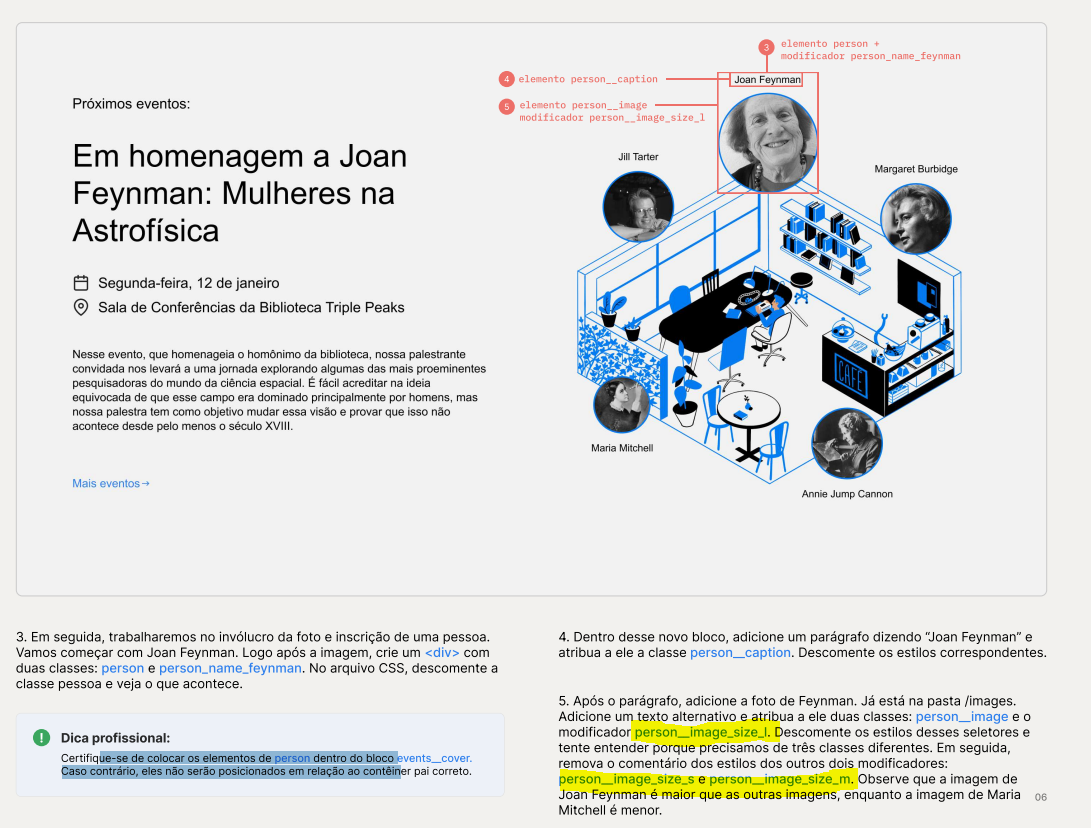 3
elemento person +
modificador person_name_feynman
4
elemento person__caption
5
elemento person__image
modificador person__image_size_l
Joan Feynman
Jill Tarter
Margaret Burbidge
Maria Mitchell
Annie Jump Cannon
CAFE
Próximos eventos:
Em homenagem a Joan
Feynman: Mulheres na
Astrofísica
Segunda-feira, 12 de janeiro
Sala de Conferências da Biblioteca Triple Peaks
Nesse evento, que homenageia o homônimo da biblioteca, nossa palestrante
convidada nos levará a uma jornada explorando algumas das mais proeminentes
pesquisadoras do mundo da ciência espacial. É fácil acreditar na ideia
equivocada de que esse campo era dominado principalmente por homens, mas
nossa palestra tem como objetivo mudar essa visão e provar que isso não
acontece desde pelo menos o século XVIII.
Mais eventos→
3. Em seguida, trabalharemos no invólucro da foto e inscrição de uma pessoa.
Vamos começar com Joan Feynman. Logo após a imagem, crie um <div> com
duas classes: person e person_name_feynman. No arquivo CSS, descomente a
classe pessoa e veja o que acontece.
Dica profissional:
Certifique-se de colocar os elementos de person dentro do bloco events__cover.
Caso contrário, eles não serão posicionados em relação ao contêiner pai correto.
4. Dentro desse novo bloco, adicione um parágrafo dizendo “Joan Feynman” e
atribua a ele a classe person__caption. Descomente os estilos correspondentes.
5. Após o parágrafo, adicione a foto de Feynman. Já está na pasta /images.
Adicione um texto alternativo e atribua a ele duas classes: person__image e o
modificador person__image_size_l. Descomente os estilos desses seletores e
tente entender porque precisamos de três classes diferentes. Em seguida,
remova o comentário dos estilos dos outros dois modificadores:
person__image_size_s e person__image_size_m. Observe que a imagem de
Joan Feynman é maior que as outras imagens, enquanto a imagem de Maria
Mitchell é menor.
06